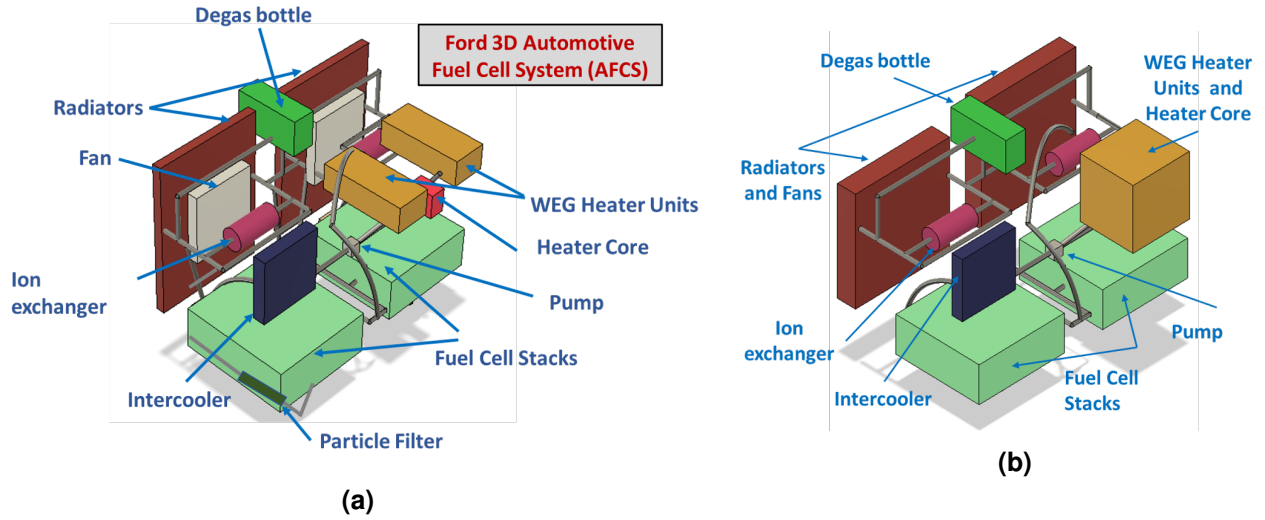 Degas bottle
Ford 3D Automotive
Fuel Cell System (AFCS)
Radiators
Fan
WEG Heater Units
Heater Core
Ion
exchanger
Pump
Fuel Cell Stacks
Intercooler
Particle Filter
(a)
Degas bottle
WEG Heater
Units and
Heater Core
Radiators
and Fans
Ion
exchanger
Pump
Intercooler
Fuel Cell
Stacks
(b)